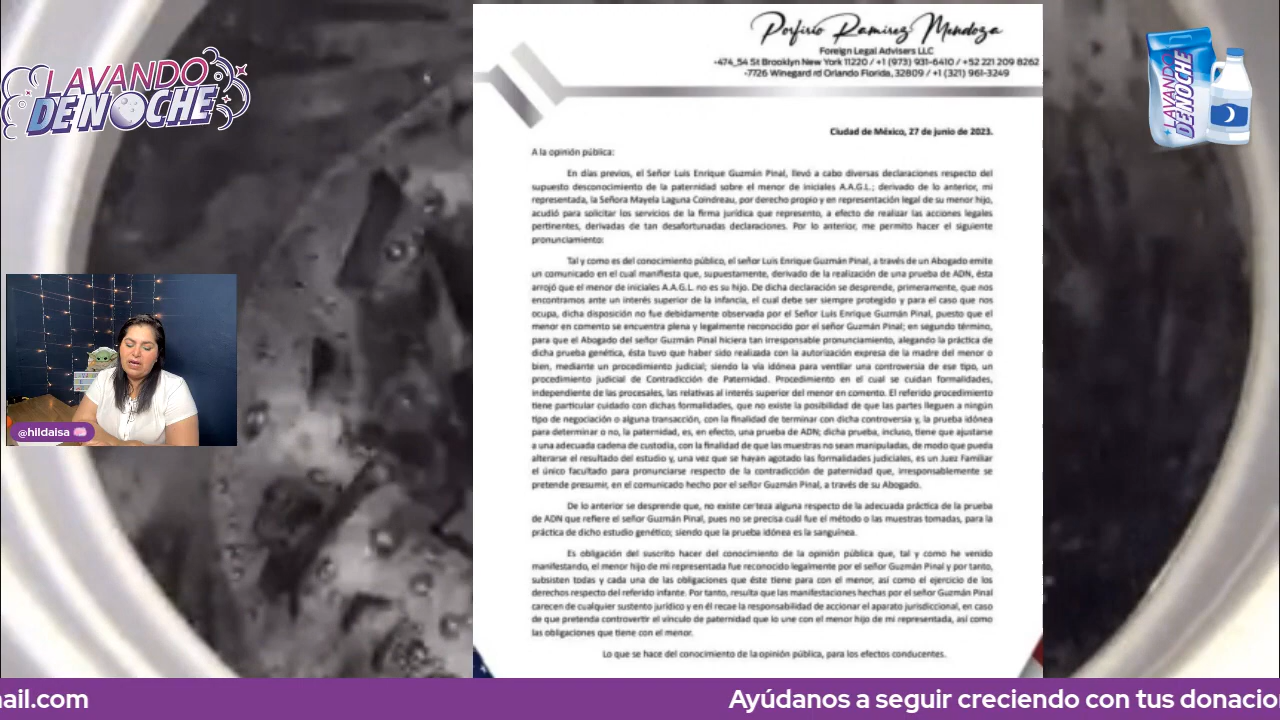 LAVANDO
DE NOCHE
Porfirio Ramirez Mendoza
Foreign Legal Advisers LLC
-474_54 St Brooklyn New York 11220 / +1 (973) 931-6410 / +52 221 209 8262
-7726 Winegard rd Orlando Florida, 32809 / +1 (321) 961-3249
LAVANDO
DE NOCHE
Ciudad de México, 27 de junio de 2023.
A la opinión pública:
En días previos, el Señor Luis Enrique Guzmán Pinal, llevó a cabo diversas declaraciones respecto del
supuesto desconocimiento de la paternidad sobre el menor de iniciales A.A.G.L.; derivado de lo anterior, mi
representada, la Señora Mayela Laguna Coindreau, por derecho propio y en representación legal de su menor hijo,
acudió para solicitar los servicios de la firma jurídica que represento, a efecto de realizar las acciones legales
pertinentes, derivadas de tan desafortunadas declaraciones. Por lo anterior, me permito hacer el siguiente
pronunciamiento:
Tal y como es del conocimiento público, el señor Luis Enrique Guzmán Pinal, a través de un Abogado emite
un comunicado en el cual manifiesta que, supuestamente, derivado de la realización de una prueba de ADN, ésta
arrojó que el menor de iniciales A.A.G.L. no es su hijo. De dicha declaración se desprende, primeramente, que nos
encontramos ante un interés superior de la infancia, el cual debe ser siempre protegido y para el caso que nos
ocupa, dicha disposición no fue debidamente observada por el Señor Luis Enrique Guzmán Pinal, puesto que el
menor en comento se encuentra plena y legalmente reconocido por el señor Guzmán Pinal; en segundo término,
para que el Abogado del señor Guzmán Pinal hiciera tan irresponsable pronunciamiento, alegando la práctica de
dicha prueba genética, ésta tuvo que haber sido realizada con la autorización expresa de la madre del menor o
bien, mediante un procedimiento judicial; siendo la vía idónea para ventilar una controversia de ese tipo, un
procedimiento judicial de Contradicción de Paternidad. Procedimiento en el cual se cuidan formalidades,
independiente de las procesales, las relativas al interés superior del menor en comento. El referido procedimiento
tiene particular cuidado con dichas formalidades, que no existe la posibilidad de que las partes lleguen a ningún
tipo de negociación o alguna transacción, con la finalidad de terminar con dicha controversia y, la prueba idónea
para determinar o no, la paternidad, es, en efecto, una prueba de ADN; dicha prueba, incluso, tiene que ajustarse
a una adecuada cadena de custodia, con la finalidad de que las muestras no sean manipuladas, de modo que pueda
alterarse el resultado del estudio y, una vez que se hayan agotado las formalidades judiciales, es un Juez Familiar
el único facultado para pronunciarse respecto de la contradicción de paternidad que, irresponsablemente se
pretende presumir, en el comunicado hecho por el señor Guzmán Pinal, a través de su Abogado.
De lo anterior se desprende que, no existe certeza alguna respecto de la adecuada práctica de la prueba
de ADN que refiere el señor Guzmán Pinal, pues no se precisa cuál fue el método o las muestras tomadas, para la
práctica de dicho estudio genético; siendo que la prueba idónea es la sanguínea.
Es obligación del suscrito hacer del conocimiento de la opinión pública que, tal y como he venido
manifestando, el menor hijo de mi representada fue reconocido legalmente por el señor Guzmán Pinal y por tanto,
subsisten todas y cada una de las obligaciones que éste tiene para con el menor, así como el ejercicio de los
derechos respecto del referido infante. Por tanto, resulta que las manifestaciones hechas por el señor Guzmán Pinal
carecen de cualquier sustento jurídico y en él recae la responsabilidad de accionar el aparato jurisdiccional, en caso
de que pretenda controvertir el vínculo de paternidad que lo une con el menor hijo de mi representada, así como
las obligaciones que tiene con el menor.
Lo que se hace del conocimiento de la opinión pública, para los efectos conducentes.
@hildaisa
ail.com
Ayúdanos a seguir creciendo con tus donacio